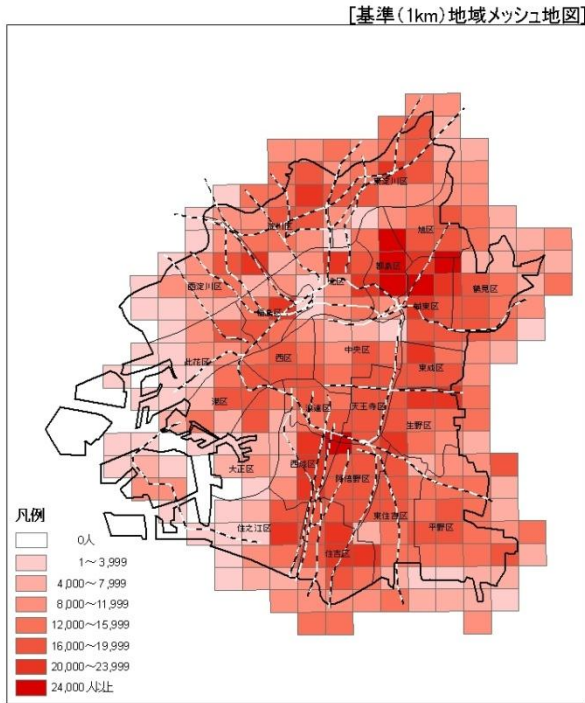 [基準(1km)地域メッシュ地図]
東淀川区
淀川区
旭区
都島区
北区
鶴見区
西淀川区
福島区
城東区
此花区
西区
中央区
東成区
港区
浪速区
天王寺区
生野区
大正区
西成区
阿倍野区
住之江区
東住吉区
平野区
住吉区
凡例
0人
1～3,999
4,000～7,999
8,000～11,999
12,000～15,999
16,000～19,999
20,000～23,999
24,000人以上